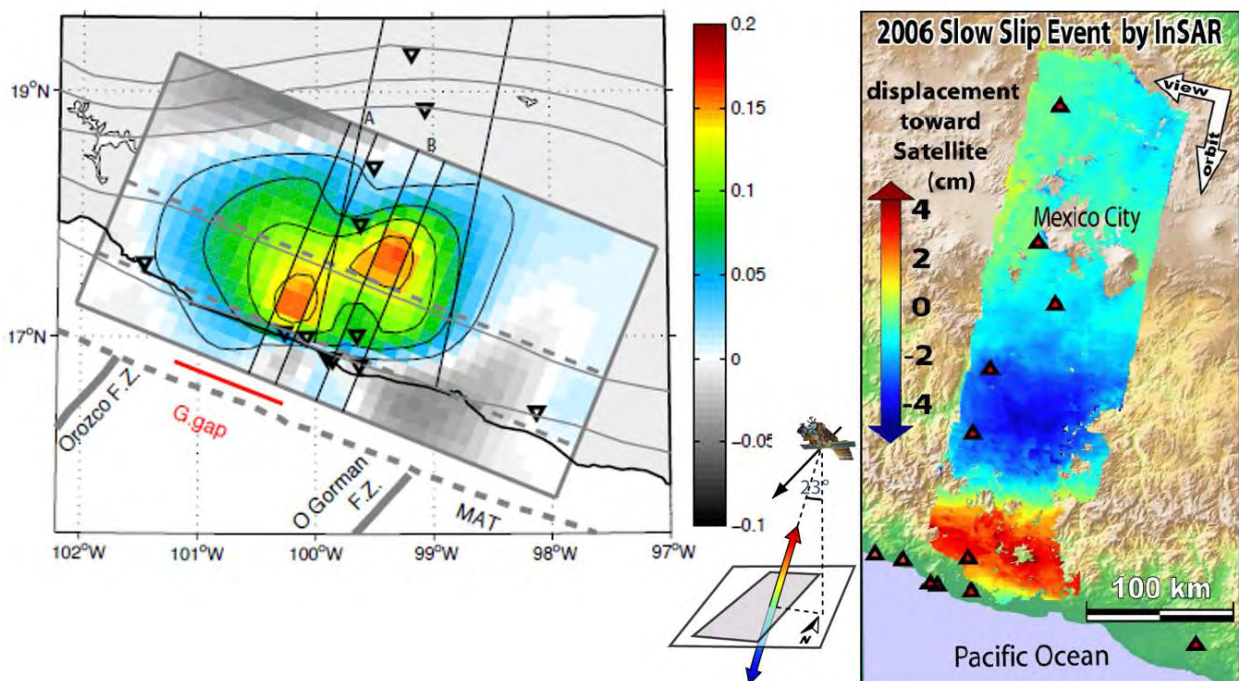 19°N
17°N
102°W
101°W
100°W
99°W
98°W
97°W
A
B
Orozco F.Z.
G.gap
O Gorman
F.Z.
MAT
0.2
0.15
0.1
0.05
0
−0.05
−0.1
23°
N
2006 Slow Slip Event by InSAR
displacement
toward
Satellite
(cm)
4
2
0
-2
-4
view
orbit
Mexico City
100 km
Pacific Ocean